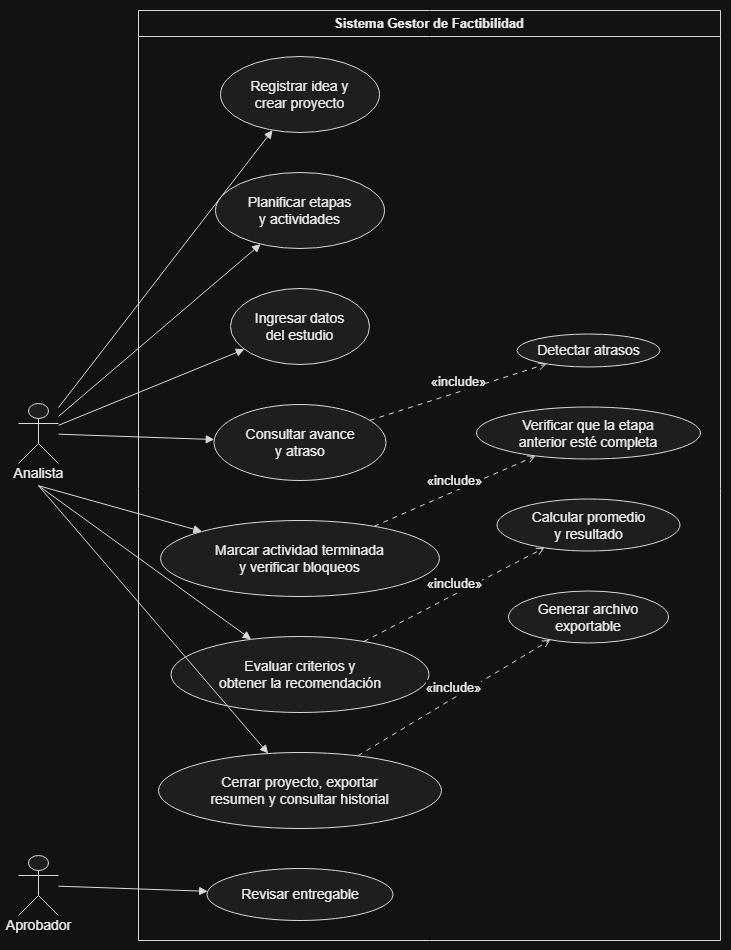 Sistema Gestor de Factibilidad
Registrar idea y
crear proyecto
Planificar etapas
y actividades
Ingresar datos
del estudio
Detectar atrasos
«include»
Consultar avance
y atraso
Verificar que la etapa
anterior esté completa
Analista
«include»
Calcular promedio
y resultado
Marcar actividad terminada
y verificar bloqueos
«include»
Generar archivo
exportable
Evaluar criterios y
obtener la recomendación
«include»
Cerrar proyecto, exportar
resumen y consultar historial
Revisar entregable
Aprobador